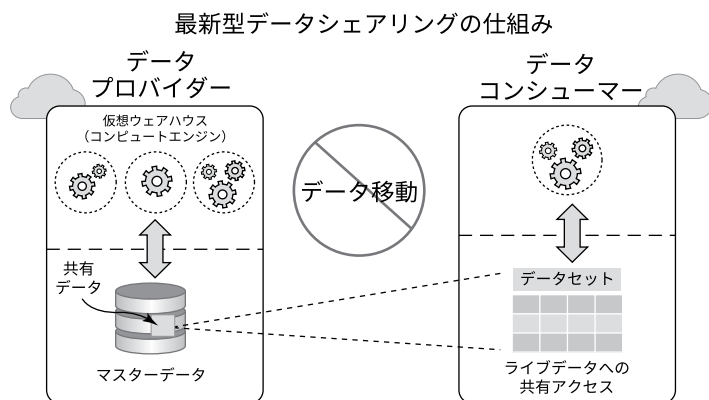 最新型データシェアリングの仕組み
データ
プロバイダー
データ
コンシューマー
仮想ウェアハウス
(コンピュートエンジン)
データ移動
共有
データ
データセット
マスターデータ
ライブデータへの
共有アクセス